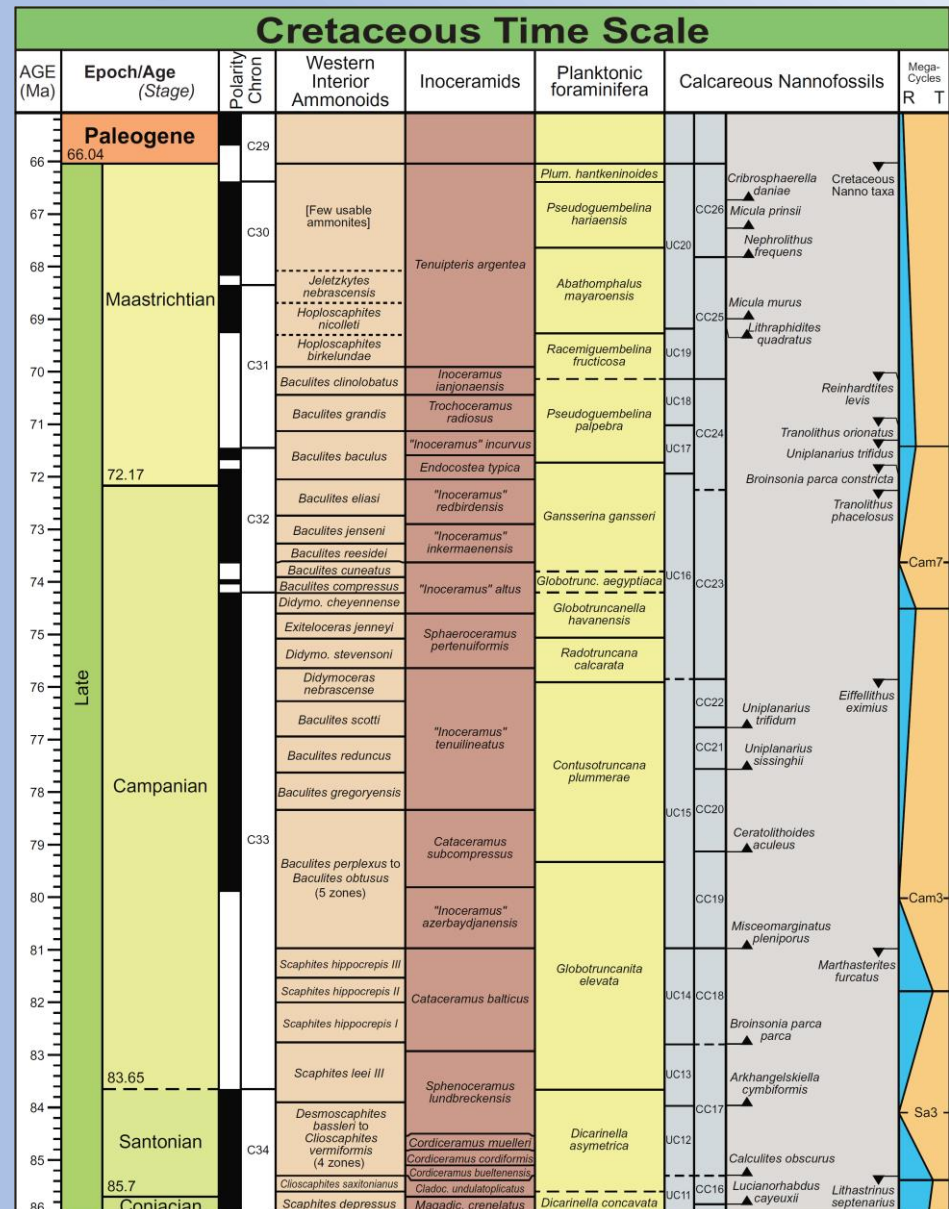 Cretaceous Time Scale
AGE
(Ma)
Epoch/Age
(Stage)
Polarity
Chron
Western
Interior
Ammonoids
Inoceramids
Planktonic
foraminifera
Calcareous Nannofossils
Mega-
Cycles
R T
66
67
68
69
70
71
72
73
74
75
76
77
78
79
80
81
82
83
84
85
86
Paleogene
66.04
Late
Maastrichtian
72.17
Campanian
83.65
Santonian
85.7
Coniacian
C29
C30
C31
C32
C33
C34
[Few usable
ammonites]
Jeletzkytes
nebrascensis
Hoploscaphites
nicolleti
Hoploscaphites
birkelundae
Baculites clinolobatus
Baculites grandis
Baculites baculus
Baculites eliasi
Baculites jenseni
Baculites reesidei
Baculites cuneatus
Baculites compressus
Didymo. cheyennense
Exiteloceras jenneyi
Didymo. stevensoni
Didymoceras
nebrascense
Baculites scotti
Baculites reduncus
Baculites gregoryensis
Baculites perplexus to
Baculites obtusus
(5 zones)
Scaphites hippocrepis III
Scaphites hippocrepis II
Scaphites hippocrepis I
Scaphites leei III
Desmoscaphites
bassleri to
Clioscaphites
vermiformis
(4 zones)
Clioscaphites saxitonianus
Scaphites depressus
Tenuipteris argentea
Inoceramus
ianjonaensis
Trochoceramus
radiosus
"Inoceramus" incurvus
Endocostea typica
"Inoceramus"
redbirdensis
"Inoceramus"
inkermaenensis
"Inoceramus" altus
Sphaeroceramus
pertenuiformis
"Inoceramus"
tenuilineatus
Cataceramus
subcompressus
"Inoceramus"
azerbaydjanensis
Cataceramus balticus
Sphenoceramus
lundbreckensis
Cordiceramus muelleri
Cordiceramus cordiformis
Cordiceramus bueltenensis
Cladoc. undulatoplicatus
Magadic. crenelatus
Plum. hantkeninoides
Pseudoguembelina
hariaensis
Abathomphalus
mayaroensis
Racemiguembelina
fructicosa
Pseudoguembelina
palpebra
Gansserina gansseri
Globotrunc. aegyptiaca
Globotruncanella
havanensis
Radotruncana
calcarata
Contusotruncana
plummerae
Globotruncanita
elevata
Dicarinella
asymetrica
Dicarinella concavata
UC20
UC19
UC18
UC17
UC16
UC15
UC14
UC13
UC12
UC11
CC26
CC25
CC24
CC23
CC22
CC21
CC20
CC19
CC18
CC17
CC16
Cribrosphaerella
daniae
Cretaceous
Nanno taxa
Micula prinsii
Nephrolithus
frequens
Micula murus
Lithraphidites
quadratus
Reinhardtites
levis
Tranolithus orionatus
Uniplanarius trifidus
Broinsonia parca constricta
Tranolithus
phacelosus
Eiffellithus
eximius
Uniplanarius
trifidum
Uniplanarius
sissinghii
Ceratolithoides
aculeus
Misceomarginatus
pleniporus
Marthasterites
furcatus
Broinsonia parca
parca
Arkhangelskiella
cymbiformis
Calculites obscurus
Lucianorhabdus
cayeuxii
Lithastrinus
septenarius
Cam7
Cam3
Sa3